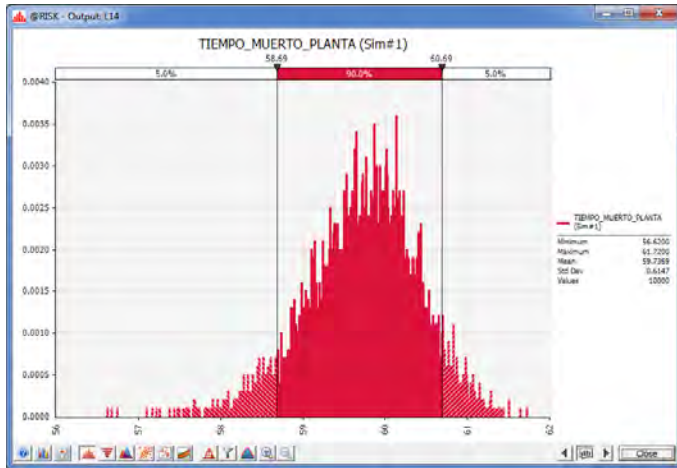 @RISK - Output: L14
TIEMPO_MUERTO_PLANTA (Sim#1)
58.69 60.69
5.0% 90.0% 5.0%
0.0040
0.0035
0.0030
0.0025
0.0020
0.0015
0.0010
0.0005
0.0000
56 57 58 59 60 61 62
TIEMPO_MUERTO_PLANTA
(Sim#1)
Minimum 56.6200
Maximum 61.7200
Mean 59.7369
Std Dev 0.6147
Values 10000
Close